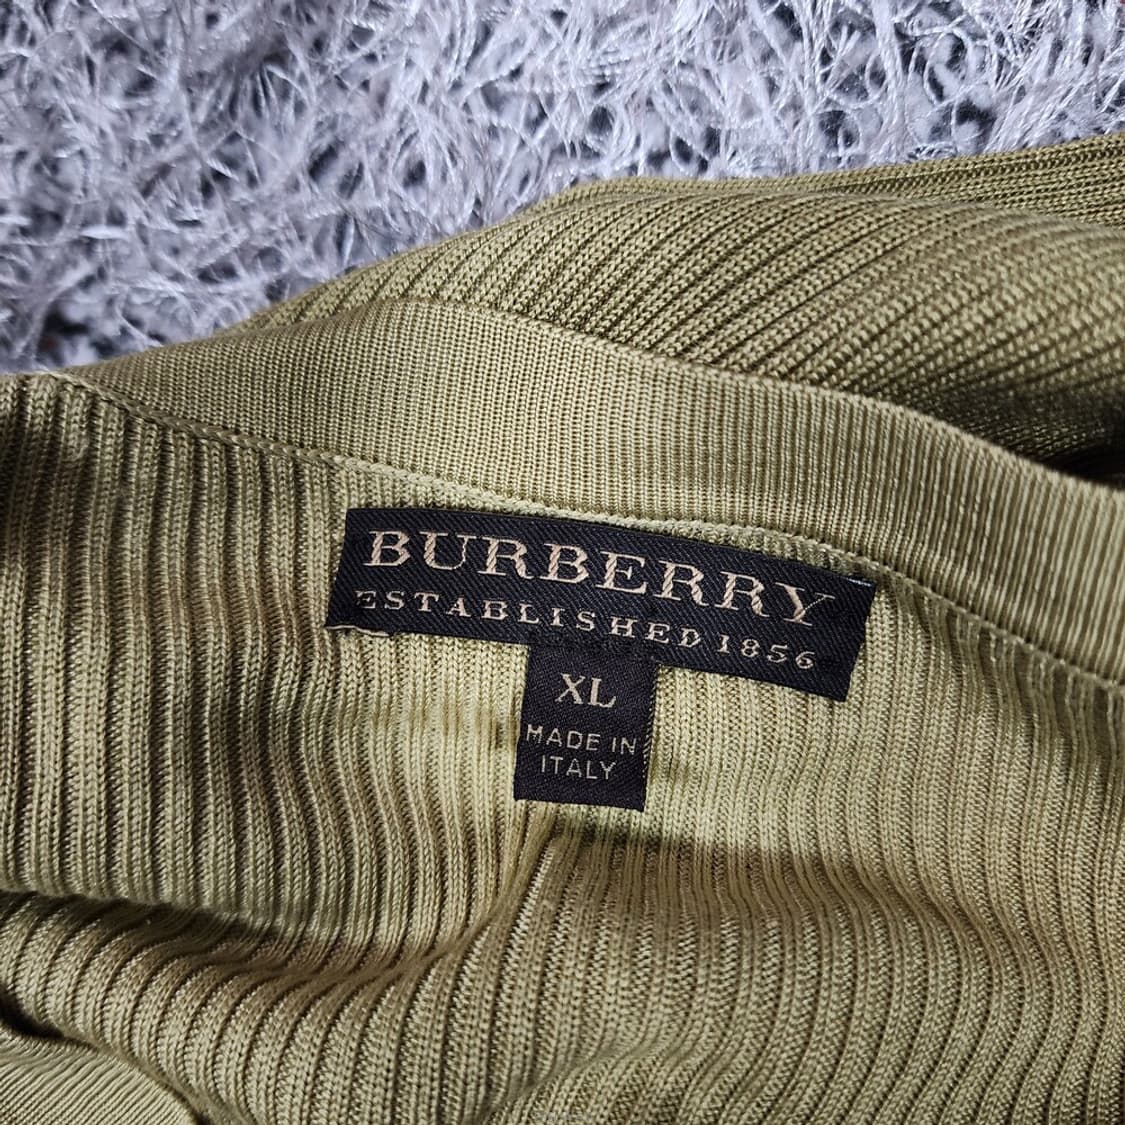 BURBERRY
ESTABLISHED 1856
XL
MADE IN
ITALY